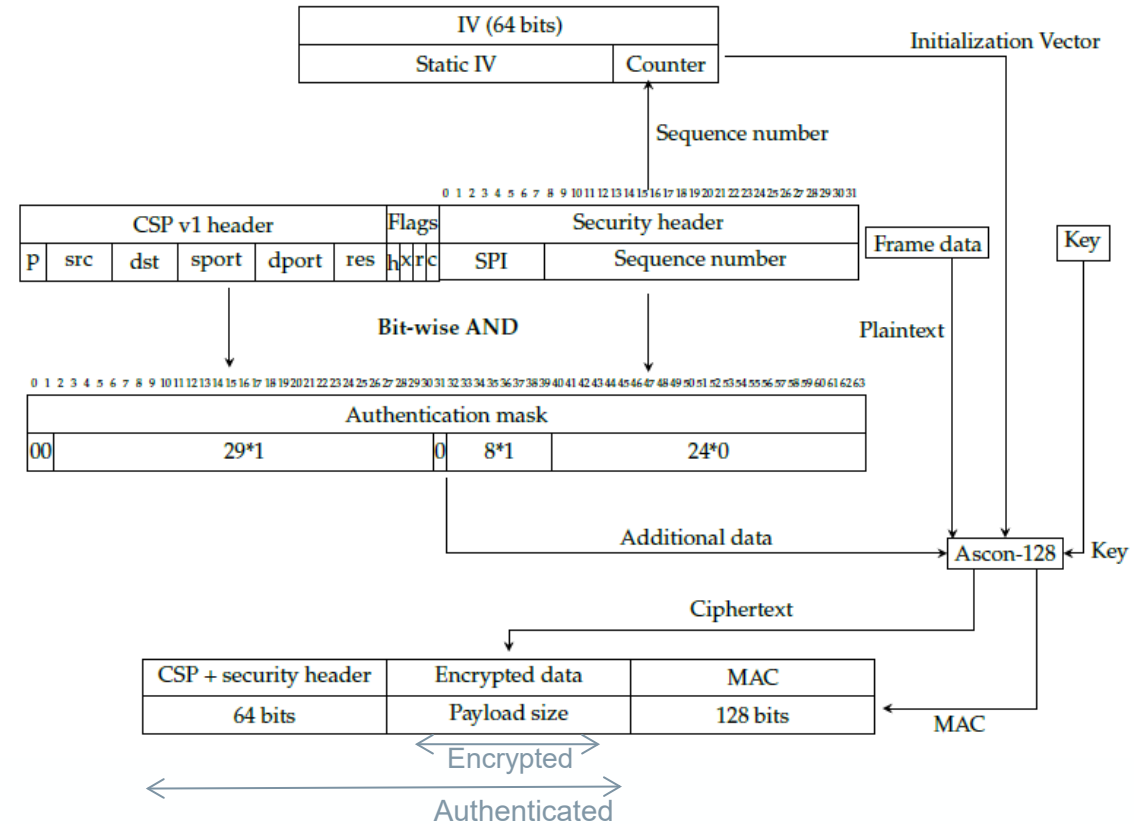 IV (64 bits)
Static IV Counter
Initialization Vector
Sequence number
0 1 2 3 4 5 6 7 8 9 10 11 12 13 14 15 16 17 18 19 20 21 22 23 24 25 26 27 28 29 30 31
CSP v1 header Flags Security header
p src dst sport dport res h x r c SPI Sequence number
Frame data
Key
Bit-wise AND
Plaintext
0 1 2 3 4 5 6 7 8 9 10 11 12 13 14 15 16 17 18 19 20 21 22 23 24 25 26 27 28 29 30 31 32 33 34 35 36 37 38 39 40 41 42 43 44 45 46 47 48 49 50 51 52 53 54 55 56 57 58 59 60 61 62 63
Authentication mask
00 29*1 0 8*1 24*0
Additional data
Ascon-128
Key
Ciphertext
CSP + security header Encrypted data MAC
64 bits Payload size 128 bits
MAC
Encrypted
Authenticated